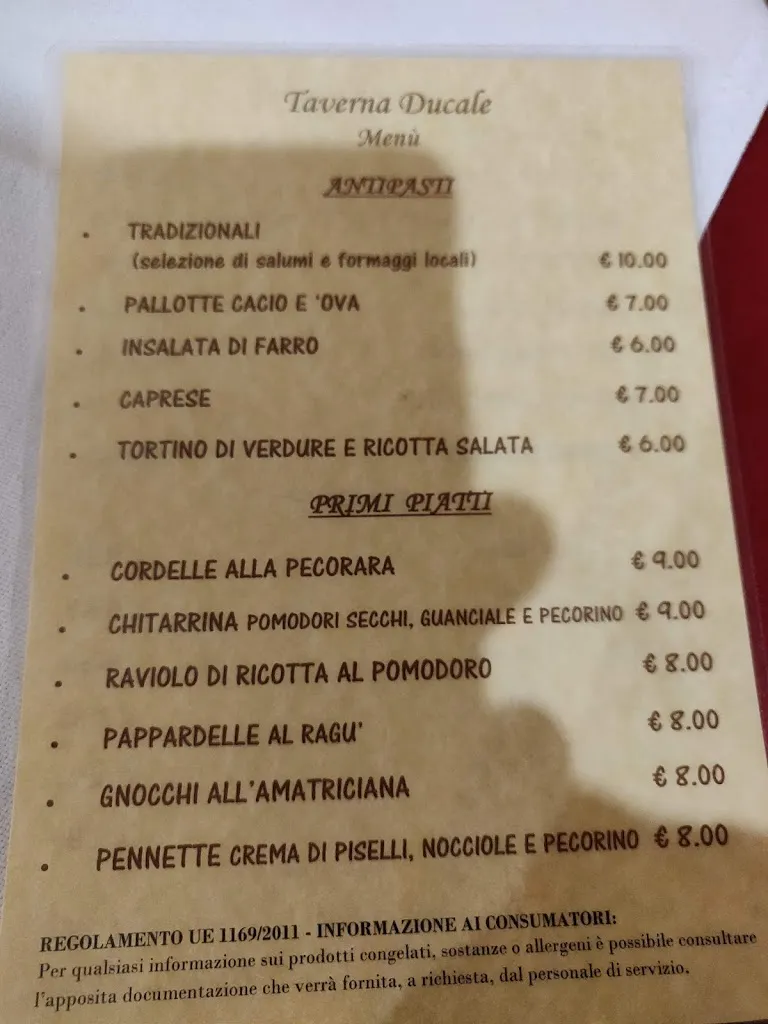 Taverna Ducale
Menù
ANTIPASTI
• TRADIZIONALI
(selezione di salumi e formaggi locali) € 10.00
• PALLOTTE CACIO E 'OVA € 7.00
• INSALATA DI FARRO € 6.00
• CAPRESE € 7.00
• TORTINO DI VERDURE E RICOTTA SALATA € 6.00
PRIMI PIATTI
• CORDELLE ALLA PECORARA € 9.00
• CHITARRINA POMODORI SECCHI, GUANCIALE E PECORINO € 9.00
• RAVIOLO DI RICOTTA AL POMODORO € 8.00
• PAPPARDELLE AL RAGU' € 8.00
• GNOCCHI ALL'AMATRICIANA € 8.00
• PENNETTE CREMA DI PISELLI, NOCCIOLE E PECORINO € 8.00
REGOLAMENTO UE 1169/2011 - INFORMAZIONE AI CONSUMATORI:
Per qualsiasi informazione sui prodotti congelati, sostanze o allergeni è possibile consultare
l'apposita documentazione che verrà fornita, a richiesta, dal personale di servizio.